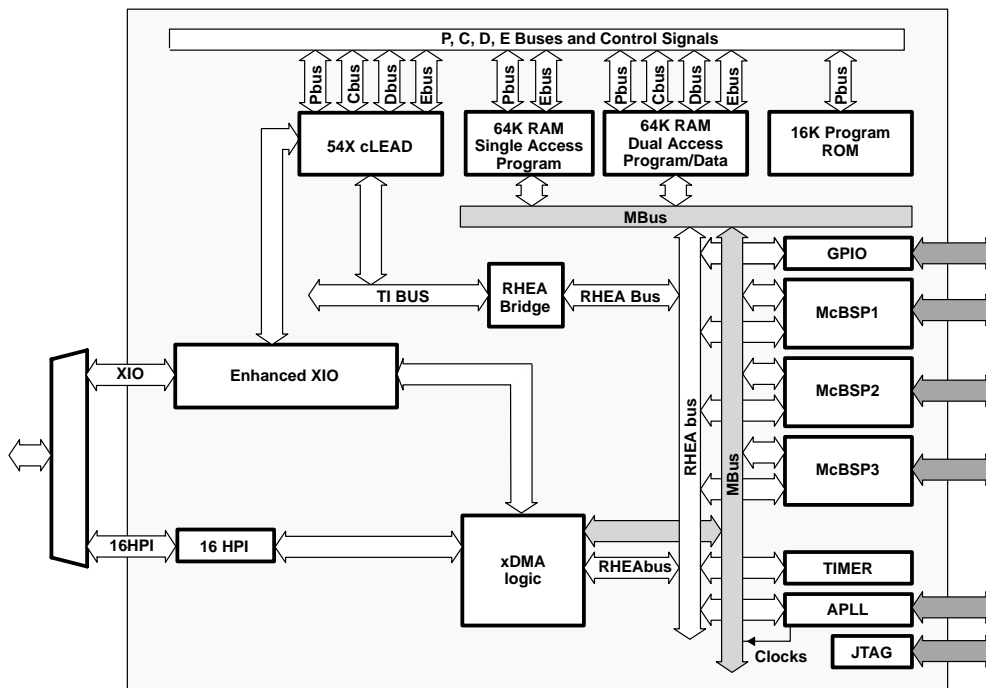 P, C, D, E Buses and Control Signals
Pbus
Cbus
Dbus
Ebus
Pbus
Ebus
Pbus
Cbus
Dbus
Ebus
Pbus
54X cLEAD
64K RAM
Single Access
Program
64K RAM
Dual Access
Program/Data
16K Program
ROM
MBus
GPIO
TI BUS
RHEA
Bridge
RHEA Bus
McBSP1
XIO
Enhanced XIO
McBSP2
RHEA bus
MBus
McBSP3
16HPI
16 HPI
xDMA
logic
RHEAbus
TIMER
APLL
Clocks
JTAG